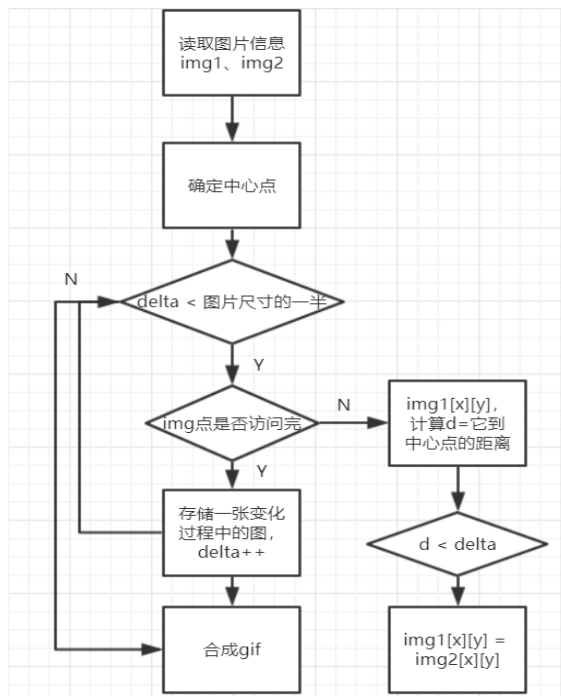 读取图片信息
img1、img2
确定中心点
N
delta < 图片尺寸的一半
Y
img点是否访问完
N
img1[x][y],
计算d=它到
中心点的距离
Y
存储一张变化
过程中的图,
delta++
d < delta
合成gif
img1[x][y] =
img2[x][y]